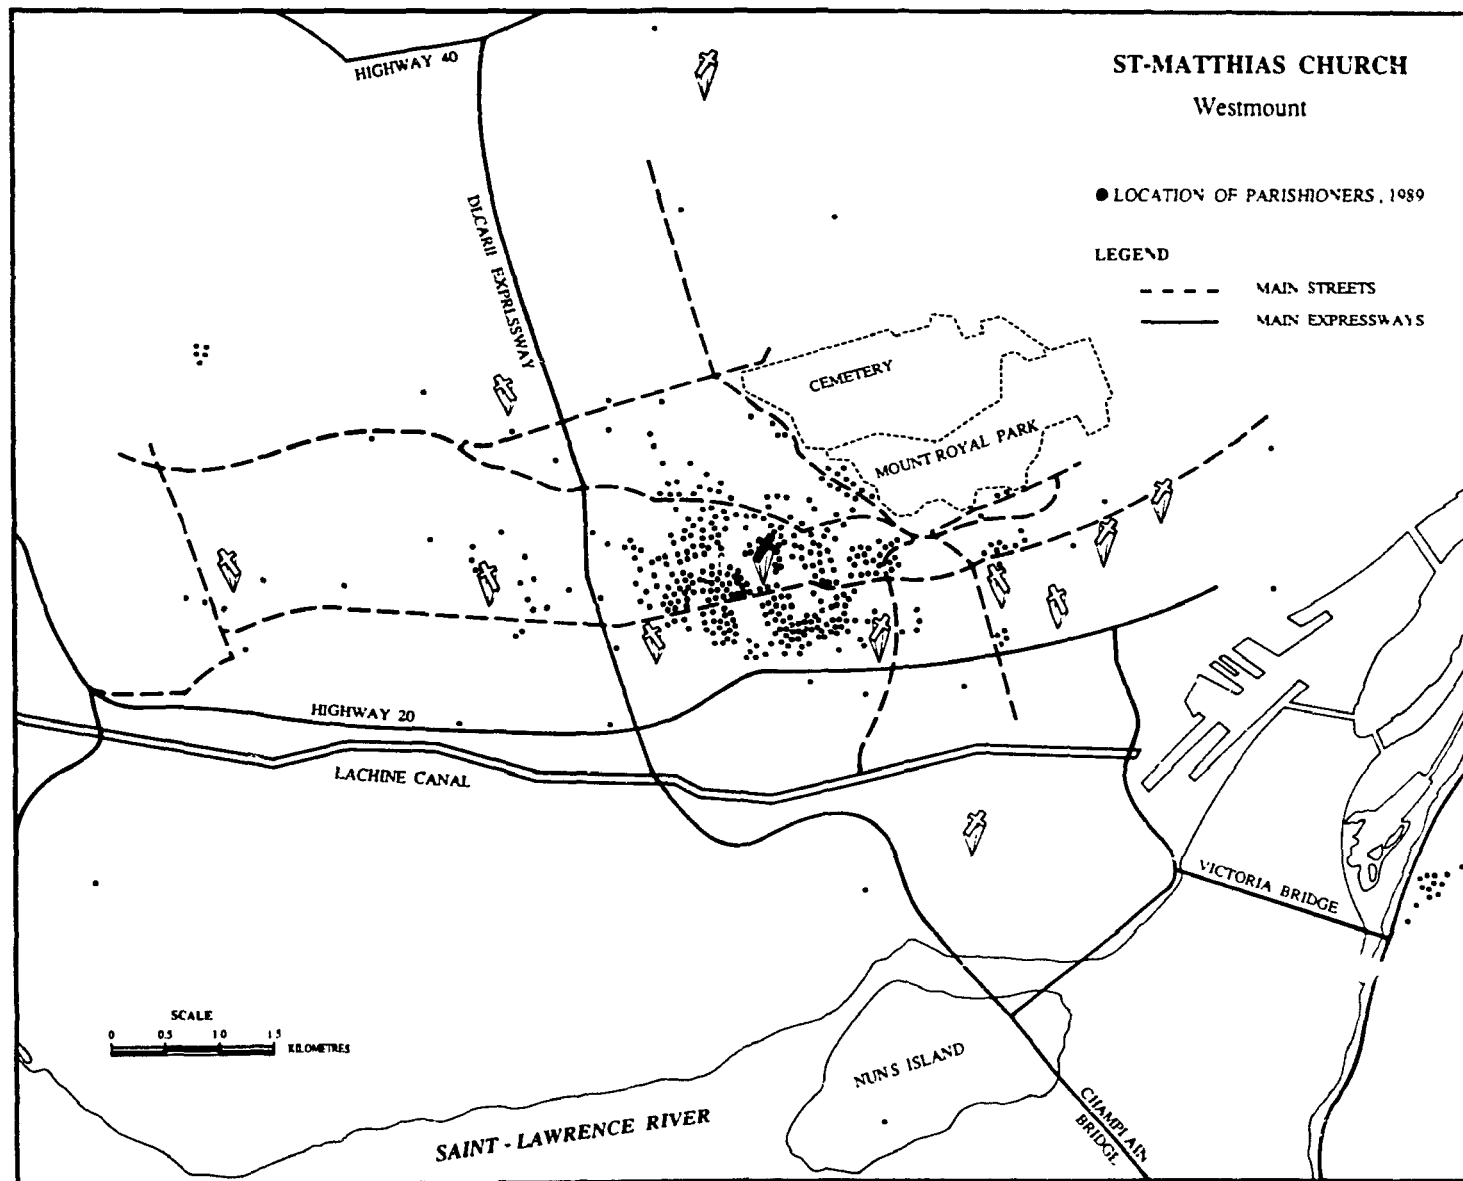 HIGHWAY 40
ST-MATTHIAS CHURCH
Westmount
● LOCATION OF PARISHIONERS, 1989
LEGEND
MAIN STREETS
MAIN EXPRESSWAYS
DECARIE EXPRESSWAY
CEMETERY
MOUNT ROYAL PARK
HIGHWAY 20
LACHINE CANAL
VICTORIA BRIDGE
SCALE
0 0.5 1.0 1.5
KILOMETRES
NUNS ISLAND
CHAMPLAIN
BRIDGE
SAINT-LAWRENCE RIVER